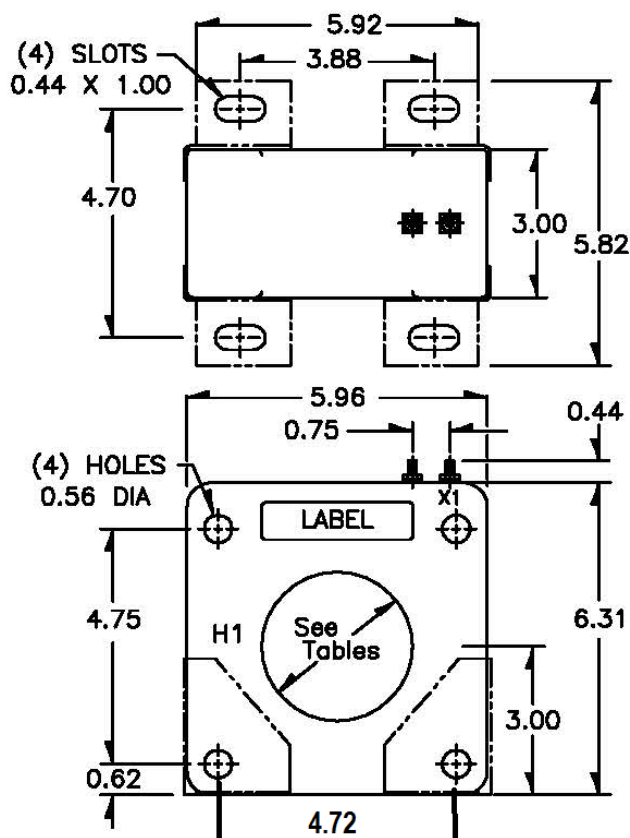 5.92
(4) SLOTS
3.88
0.44 X 1.00
4.70
3.00
5.82
5.96
0.44
0.75
(4) HOLES
X1
0.56 DIA
LABEL
4.75
H1
See
Tables
6.31
3.00
0.62
4.72